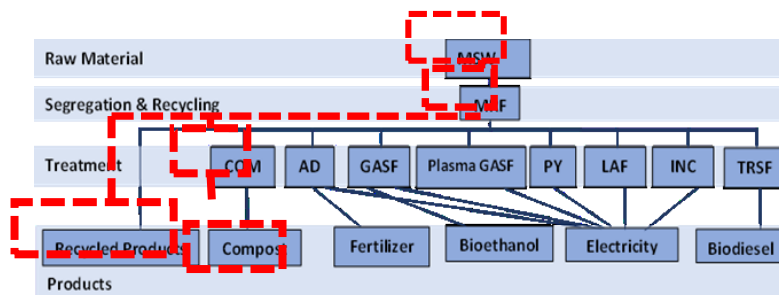 Raw Material
MSW
Segregation & Recycling
MRF
Treatment
COM AD GASF Plasma GASF PY LAF INC TRSF
Recycled Products Compost Fertilizer Bioethanol Electricity Biodiesel
Products